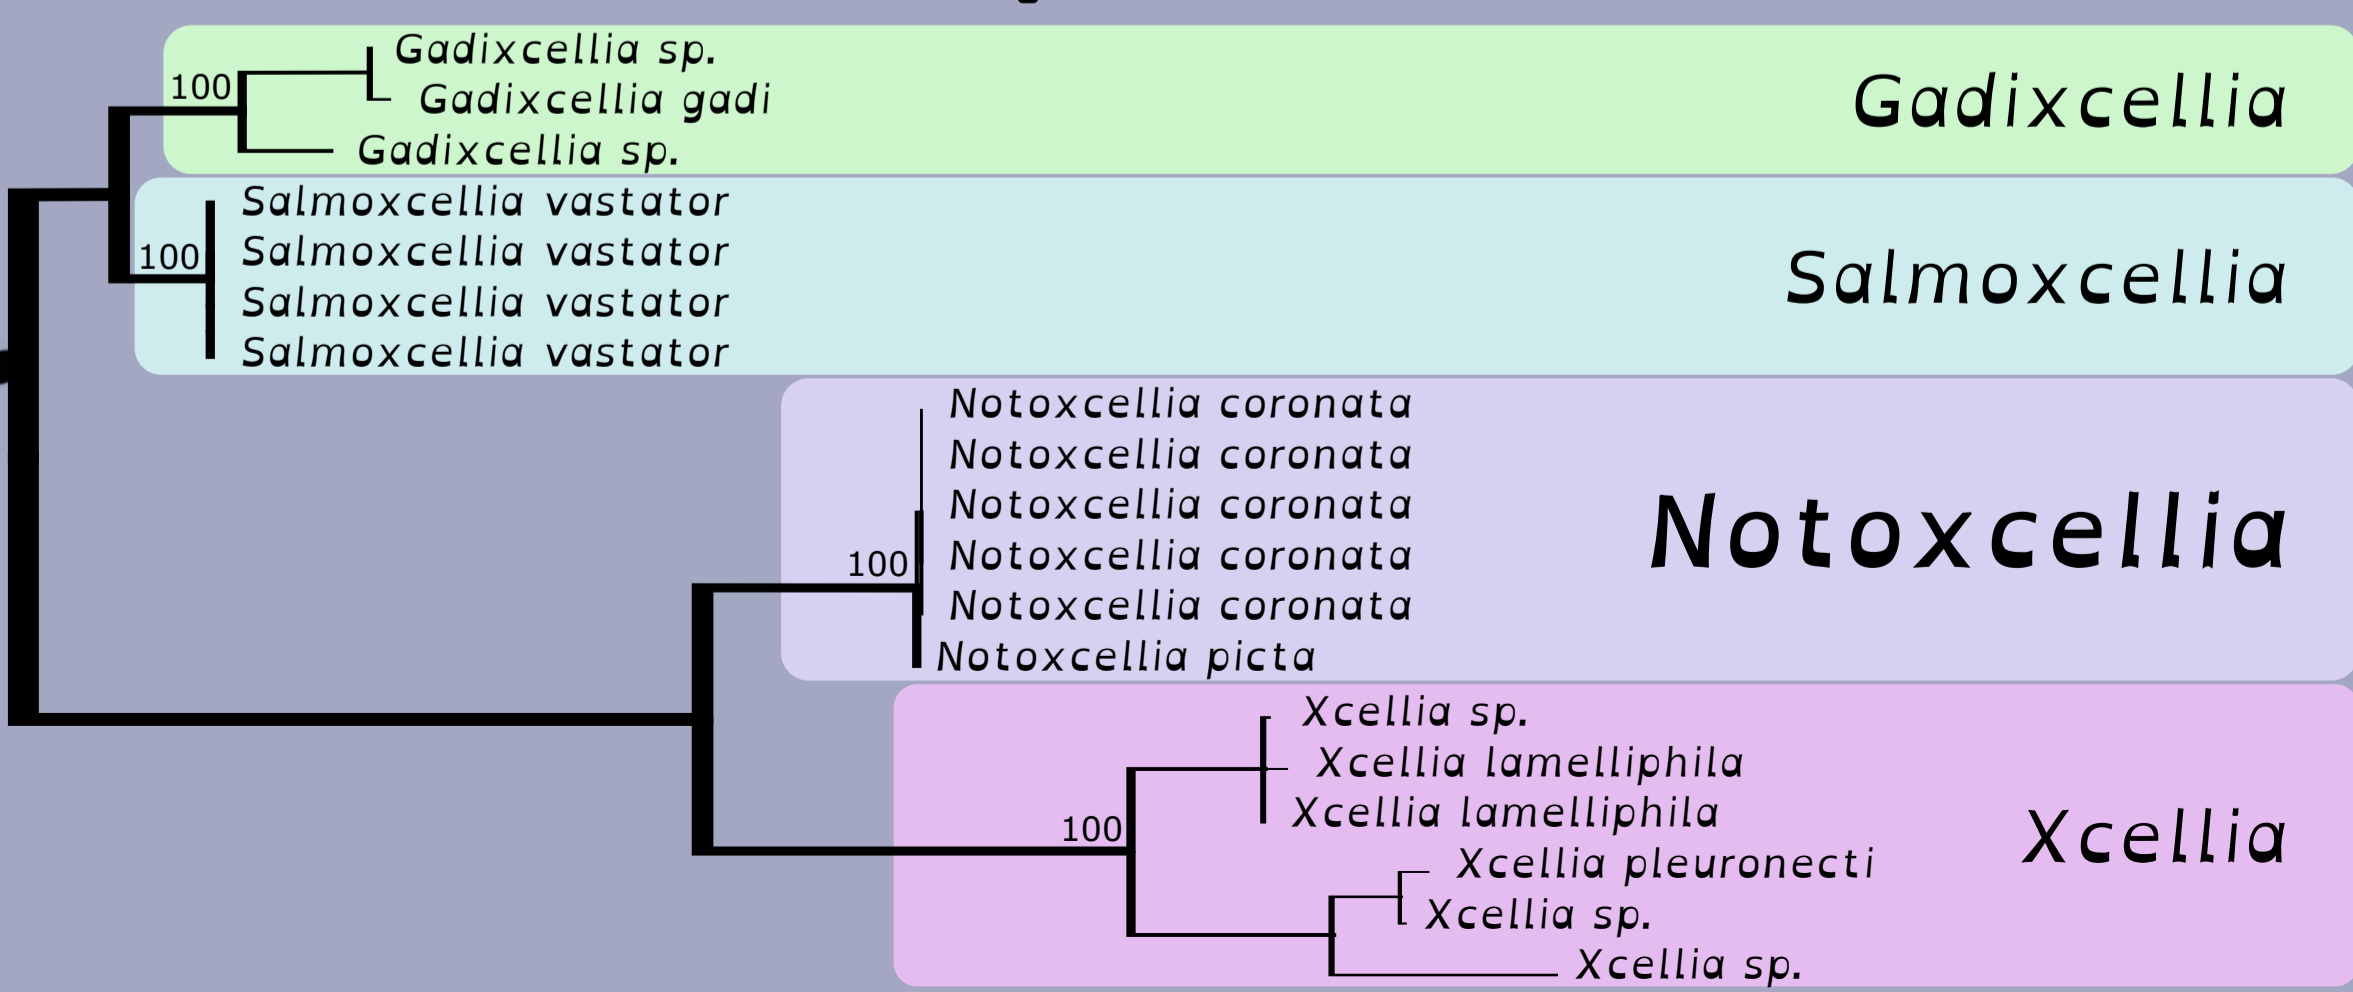 Gadixcellia sp.
100
Gadixcellia gadi
Gadixcellia
Gadixcellia sp.
Salmoxcellia vastator
Salmoxcellia vastator
100
Salmoxcellia
Salmoxcellia vastator
Salmoxcellia vastator
Notoxcellia coronata
Notoxcellia coronata
Notoxcellia coronata
Notoxcellia
Notoxcellia coronata
100
Notoxcellia coronata
Notoxcellia picta
Xcellia sp.
Xcellia lamelliphila
Xcellia lamelliphila
100
Xcellia
Xcellia pleuronecti
Xcellia sp.
Xcellia sp.